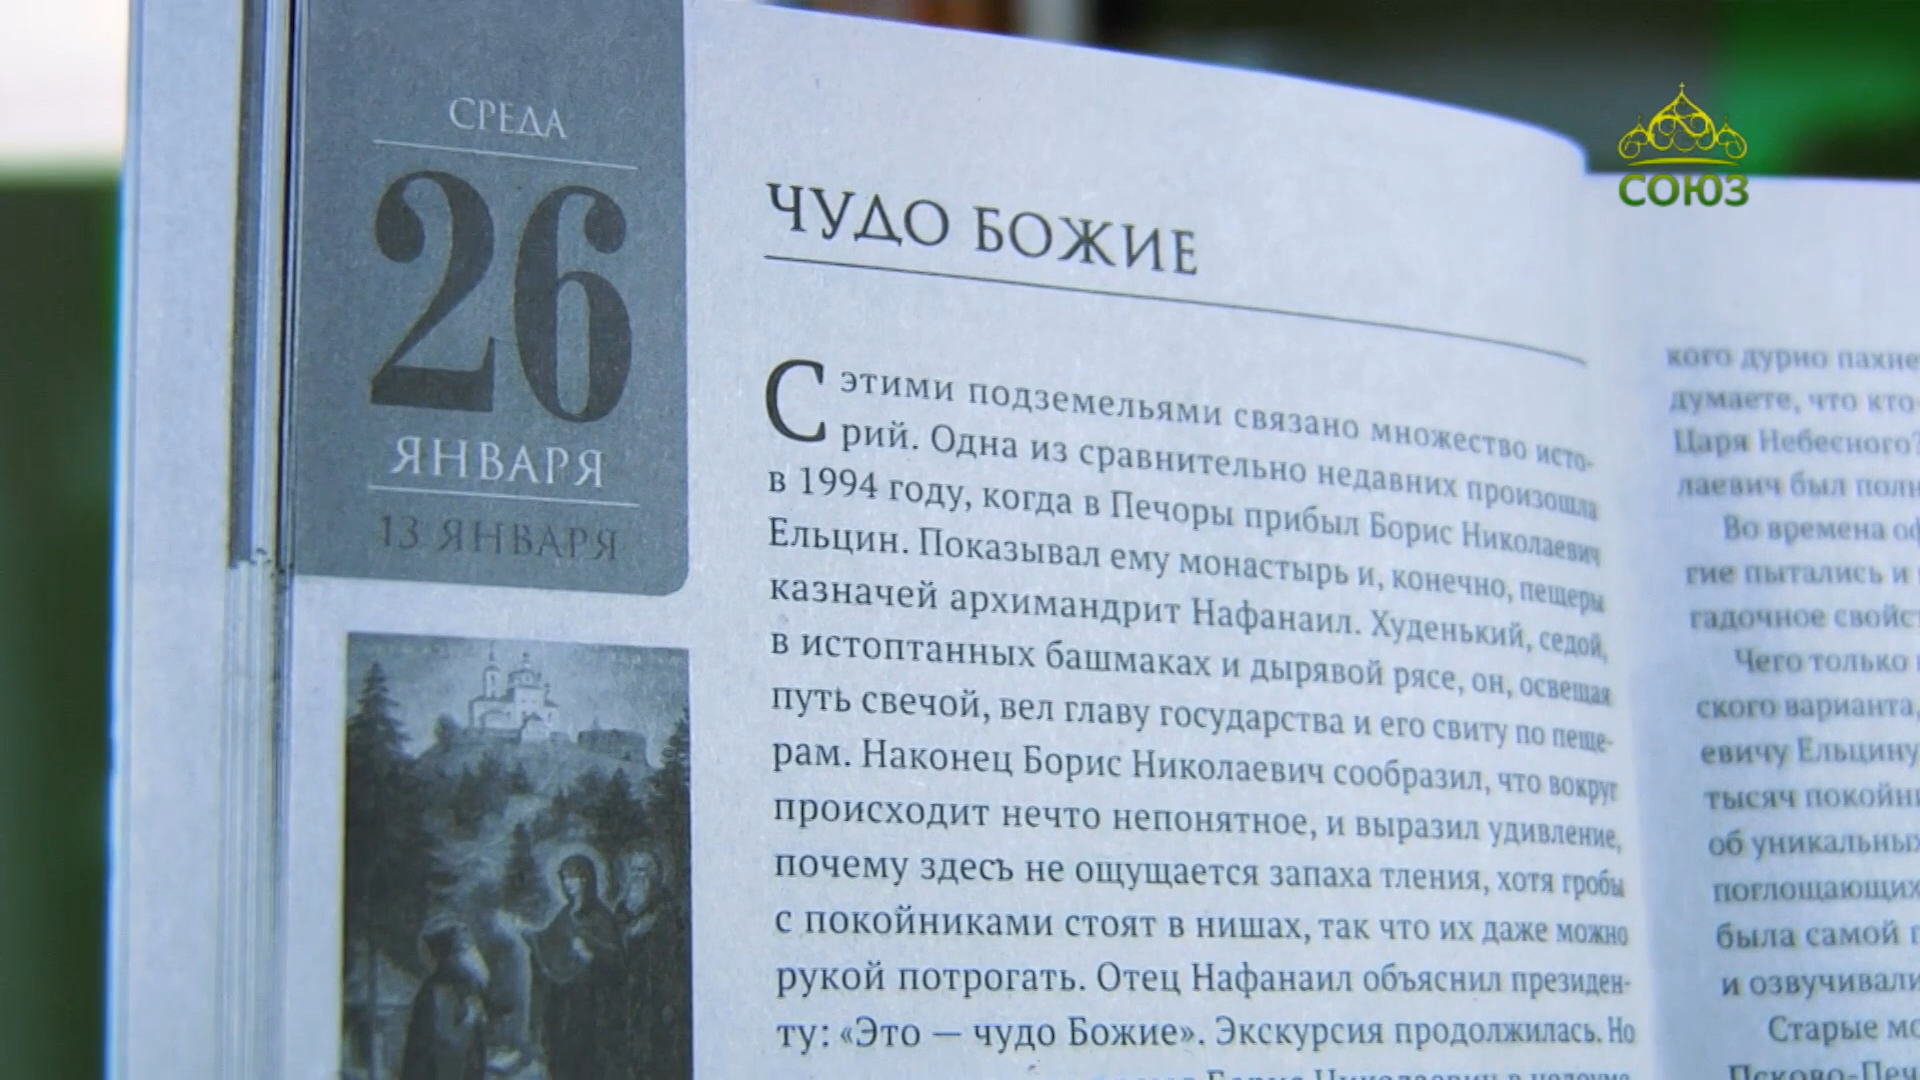 СРЕДА
26
ЯНВАРЯ
13 ЯНВАРЯ
ЧУДО БОЖИЕ
С этими подземельями связано множество исто-
рий. Одна из сравнительно недавних произошла
в 1994 году, когда в Печоры прибыл Борис Николаевич
Ельцин. Показывал ему монастырь и, конечно, пещеры
казначей архимандрит Нафанаил. Худенький, седой,
в истоптанных башмаках и дырявой рясе, он, освещая
путь свечой, вел главу государства и его свиту по пеще-
рам. Наконец Борис Николаевич сообразил, что вокруг
происходит нечто непонятное, и выразил удивление,
почему здесь не ощущается запаха тления, хотя гробы
с покойниками стоят в нишах, так что их даже можно
рукой потрогать. Отец Нафанаил объяснил президен-
ту: «Это — чудо Божие». Экскурсия продолжилась. Но
Борис Николаевич в
кого дурно пахне
думаете, что кто-
Царя Небесного?
лаевич был полн
Во времена оф
гие пытались и
гадочное свойст
Чего только
ского варианта,
евичу Ельцину,
тысяч покойни
об уникальных
поглощающих
была самой г
и озвучивали
Старые мо
Псково-Печ
СОЮЗ